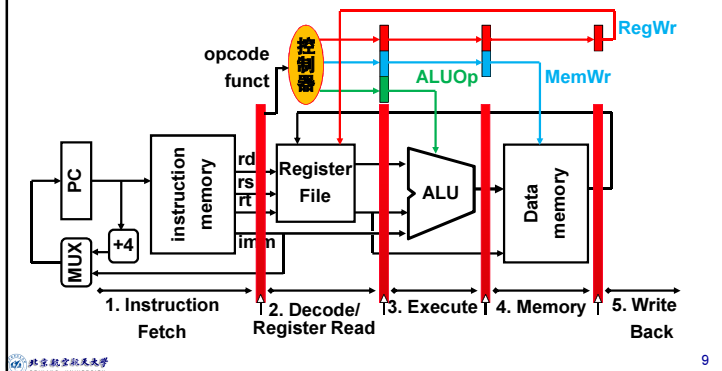 RegWr
opcode
funct
控制器
ALUOp
MemWr
PC
+4
MUX
instruction
memory
rd
rs
rt
imm
Register
File
ALU
Data
memory
1. Instruction
Fetch
2. Decode/
Register Read
3. Execute
4. Memory
5. Write
Back
北京航空航天大学
9